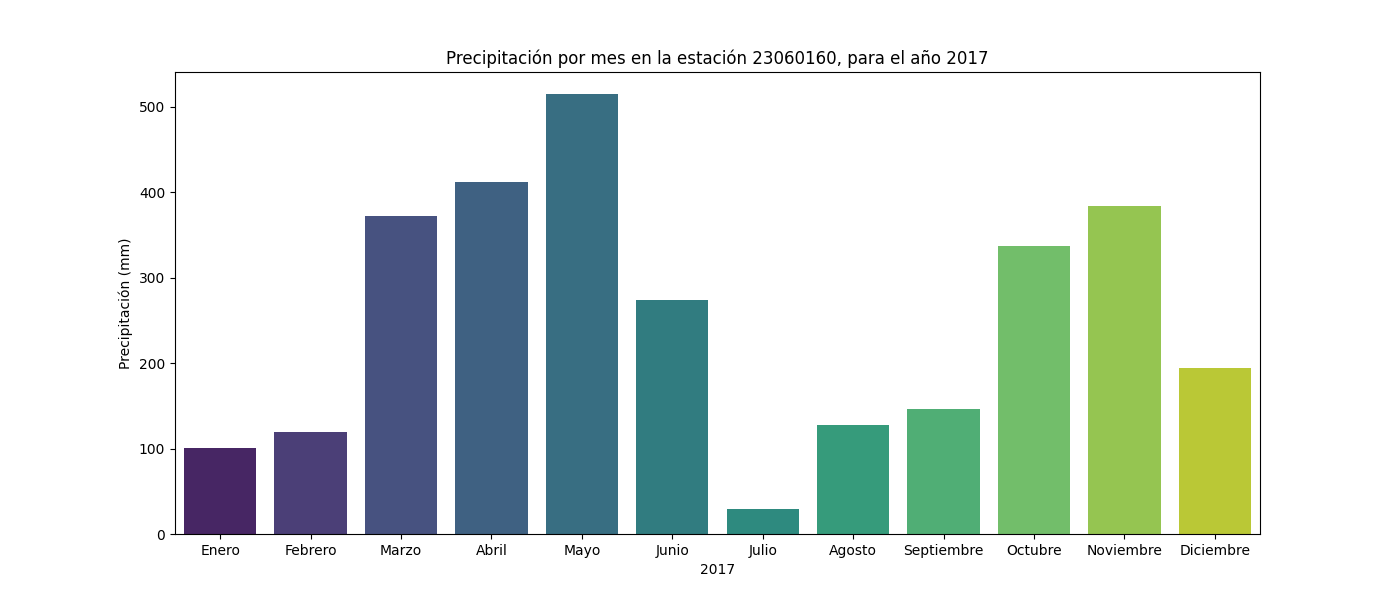 Precipitación por mes en la estación 23060160, para el año 2017
Precipitación (mm)
500
400
300
200
100
0
Enero Febrero Marzo Abril Mayo Junio Julio Agosto Septiembre Octubre Noviembre Diciembre
2017